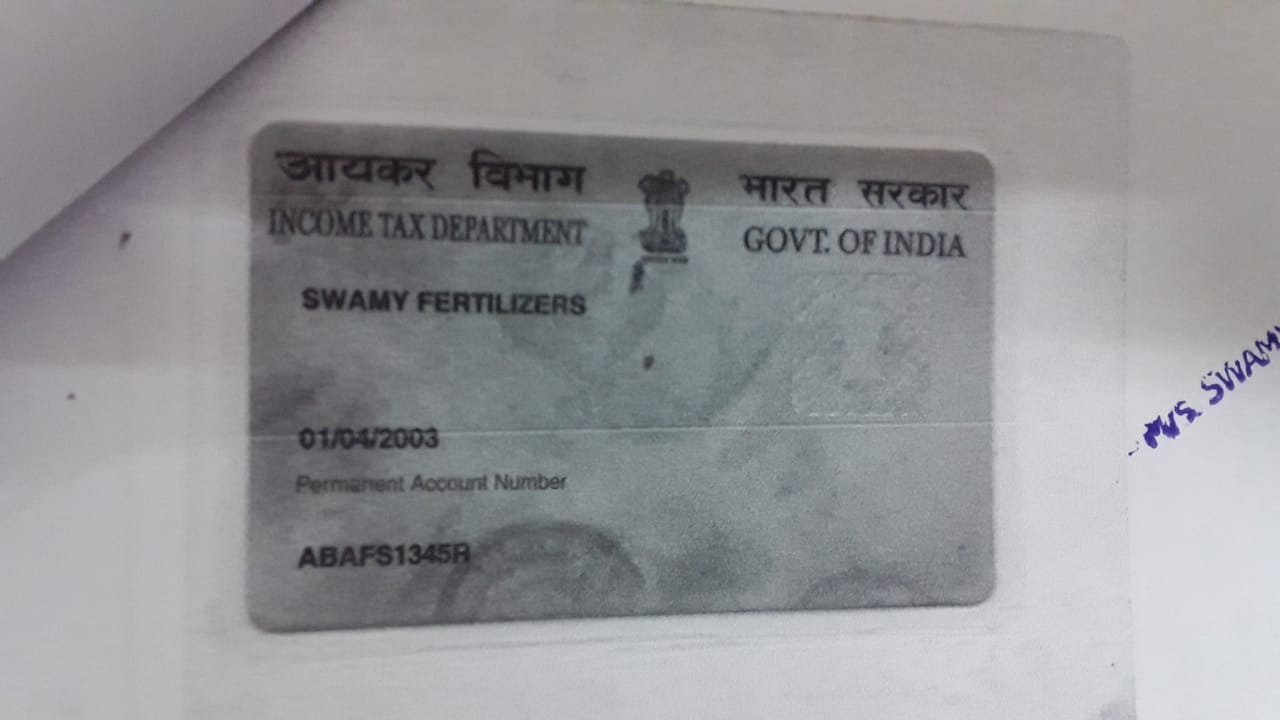 आयकर विभाग
भारत सरकार
INCOME TAX DEPARTMENT
GOVT. OF INDIA
SWAMY FERTILIZERS
01/04/2003
Permanent Account Number
ABAFS1345R
M/S SWAMY